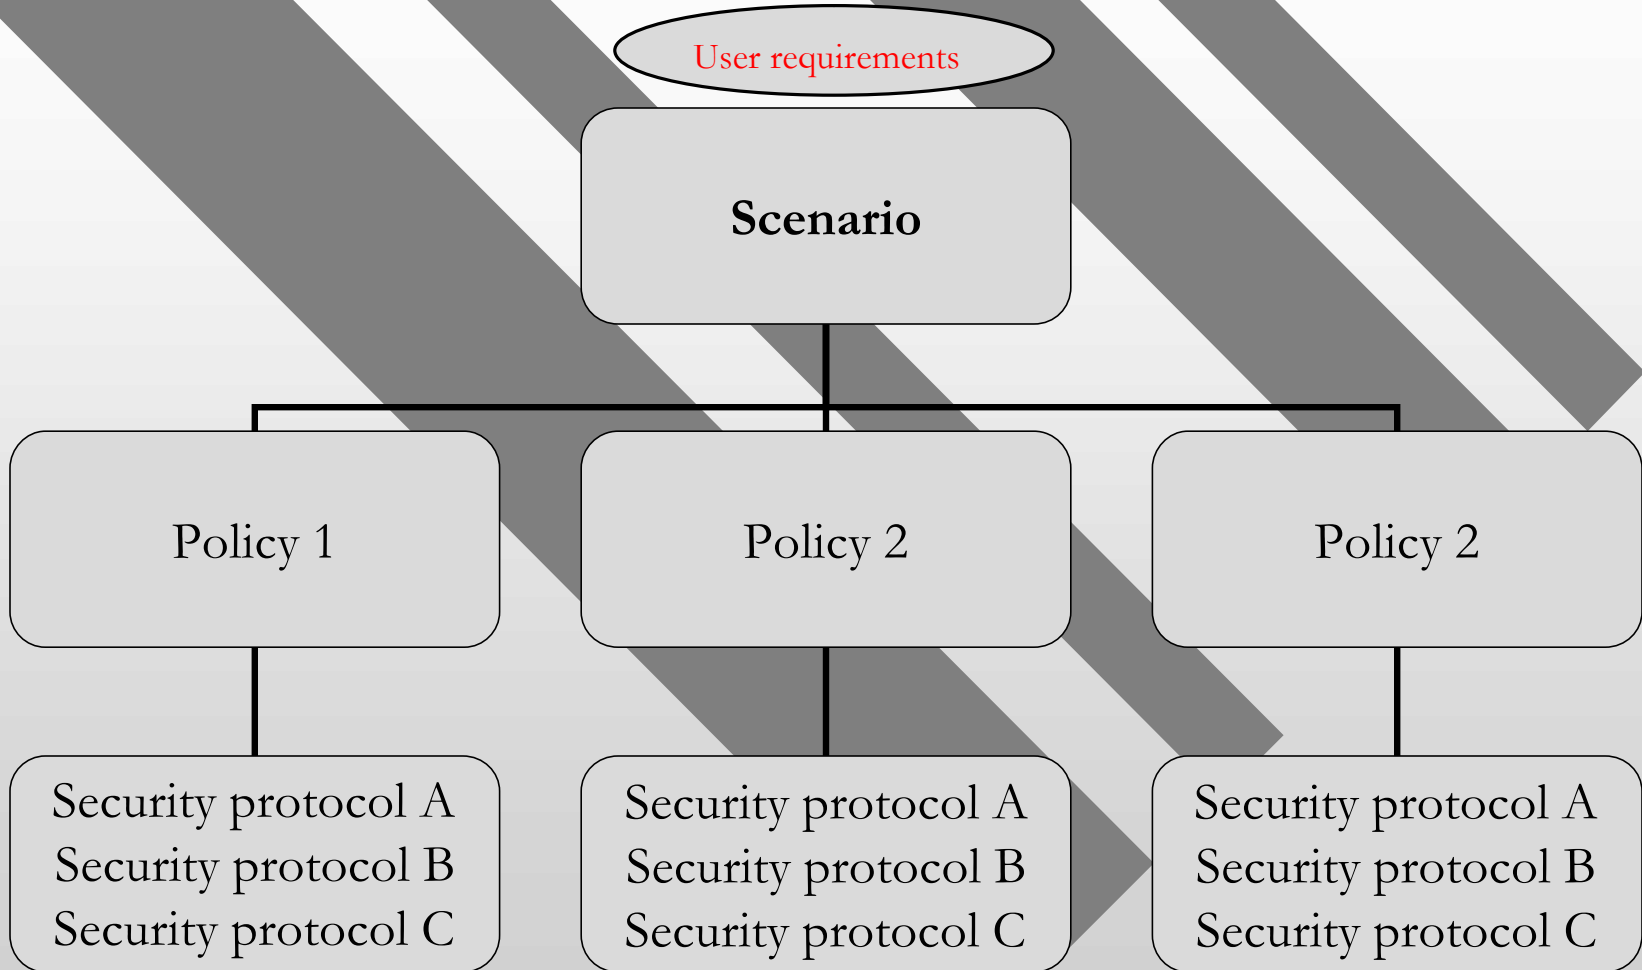 User requirements
Scenario
Policy 1
Policy 2
Policy 2
Security protocol A
Security protocol B
Security protocol C
Security protocol A
Security protocol B
Security protocol C
Security protocol A
Security protocol B
Security protocol C